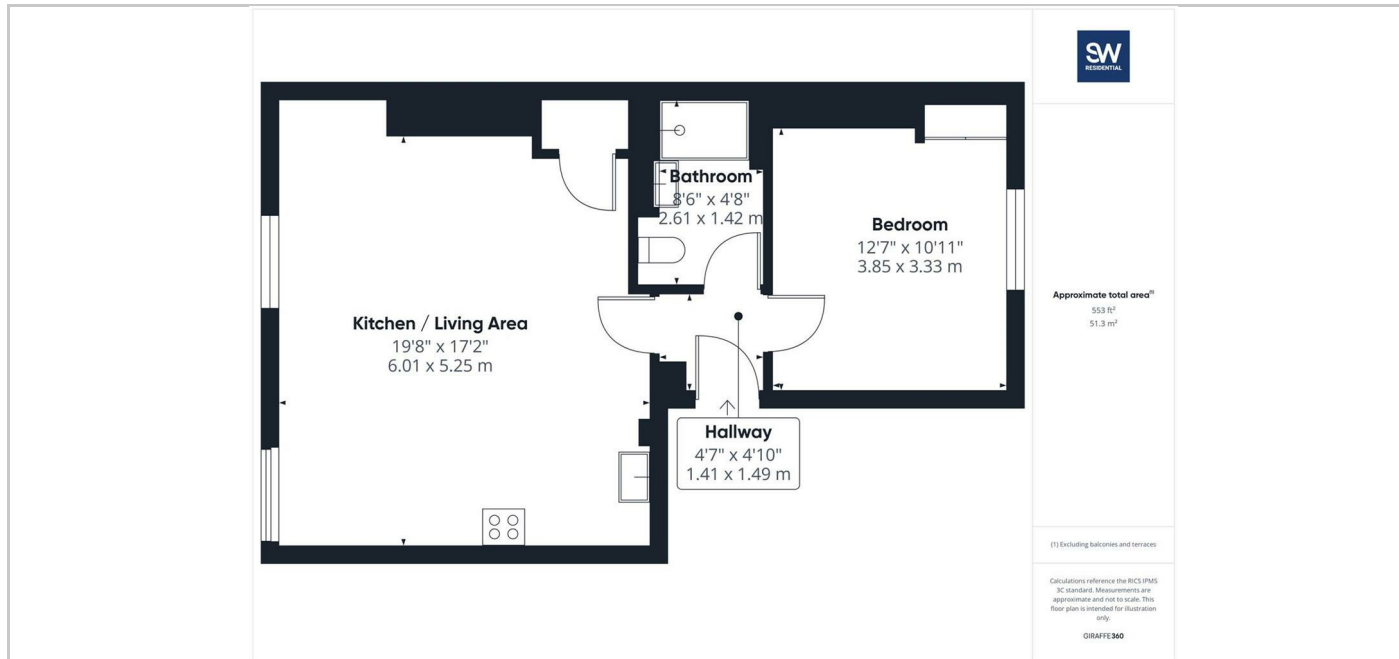 SW
RESIDENTIAL
Bathroom
8'6" x 4'8"
2.61 x 1.42 m
Bedroom
12'7" x 10'11"
3.85 x 3.33 m
Kitchen / Living Area
19'8" x 17'2"
6.01 x 5.25 m
Hallway
4'7" x 4'10"
1.41 x 1.49 m
Approximate total area(1)
553 ft²
51.3 m²
(1) Excluding balconies and terraces
Calculations reference the RICS IPMS
3C standard. Measurements are
approximate and not to scale. This
floor plan is intended for illustration
only.
GIRAFFE360